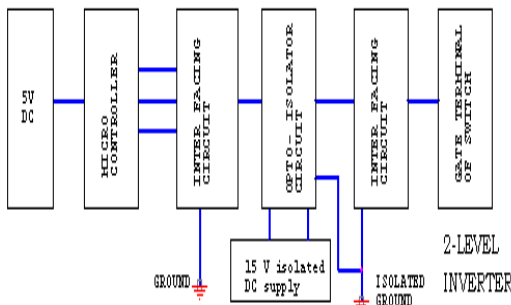 5V
DC
MICRO
CONTROLLER
INTER FACING
CIRCUIT
OPTO- ISOLATOR
CIRCUIT
INTER FACING
CIRCUIT
GATE TERMINAL
OF SWITCH
GROUND
15 V isolated
DC supply
ISOLATED
GROUND
2-LEVEL
INVERTER